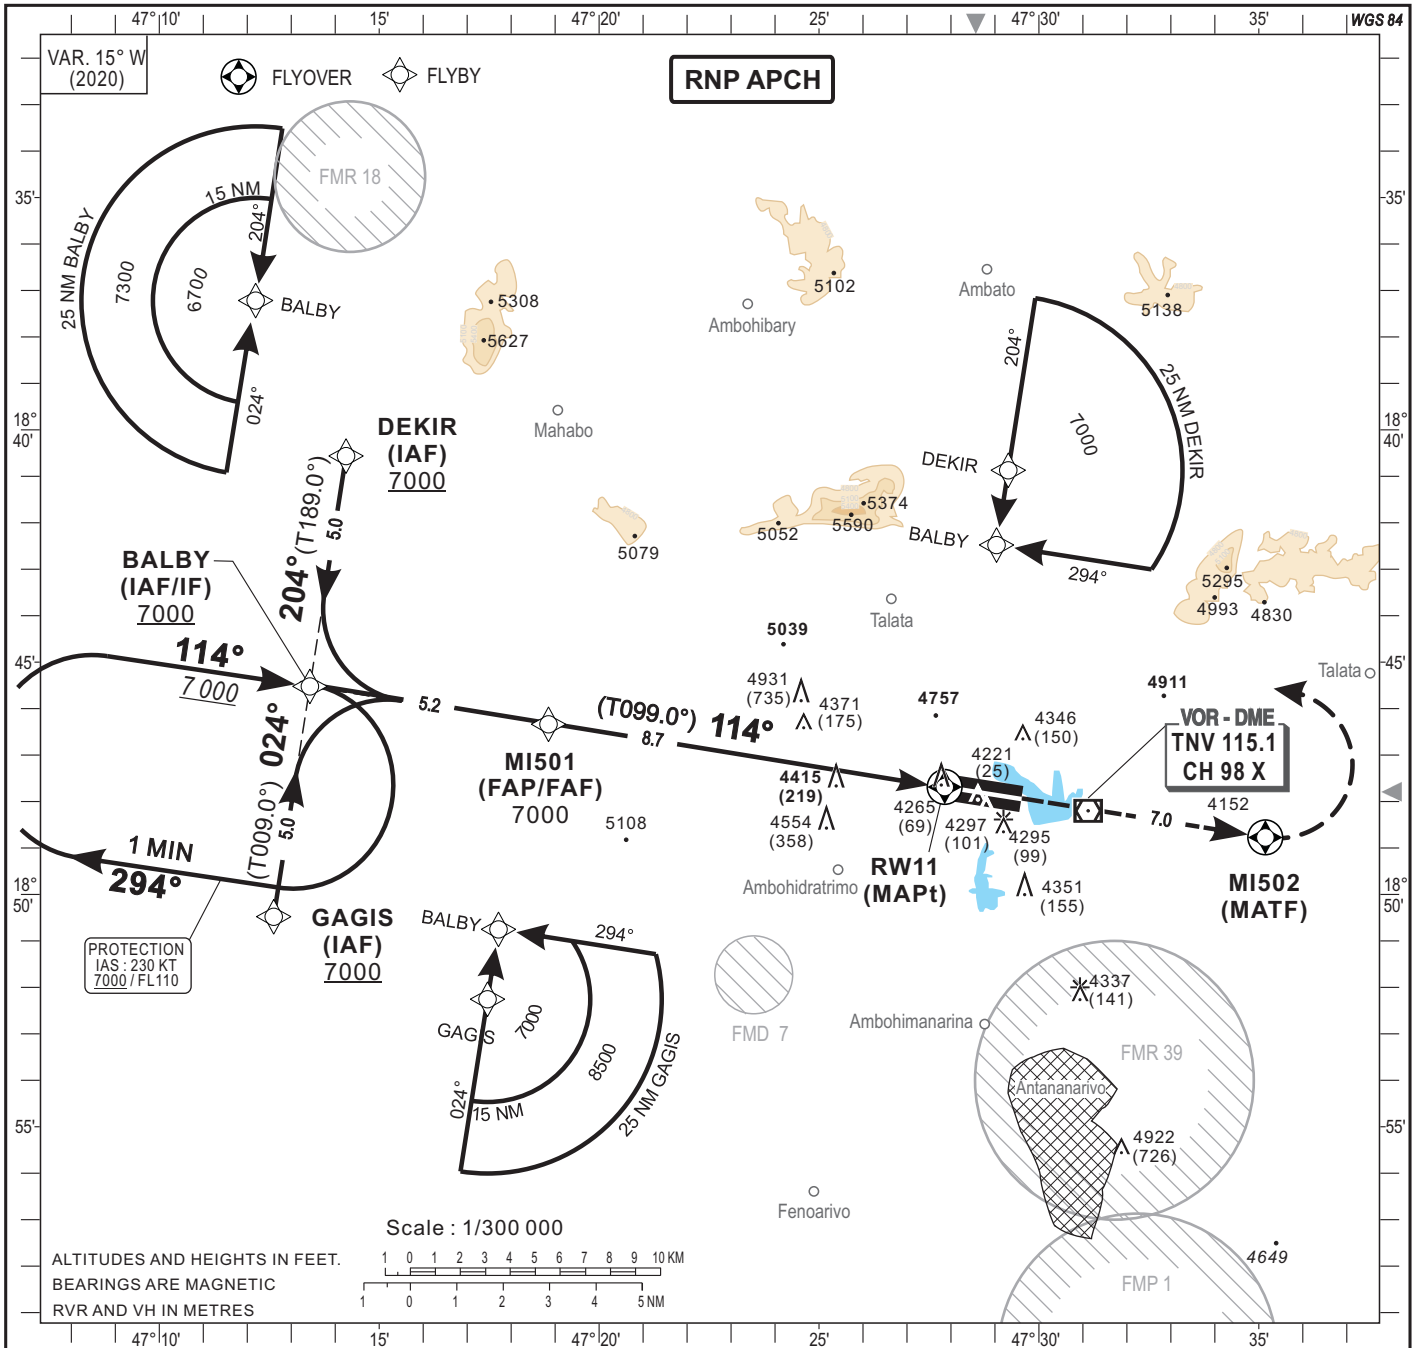 47°10'
15'
47°20'
25'
47°30'
35'
WGS 84
VAR. 15° W
(2020)
FLYOVER
FLYBY
RNP APCH
FMR 18
35'
35'
25 NM BALBY
15 NM
204°
7300
6700
BALBY
024°
5308
5627
5102
Ambohibary
Ambato
5138
204°
25 NM DEKIR
7000
DEKIR
BALBY
294°
18°
40'
18°
40'
Mahabo
DEKIR
(IAF)
7000
204° (T189.0°)
5.0
5079
5052
5374
5590
5295
4993
4830
BALBY
(IAF/IF)
7000
Talata
5039
45'
45'
114°
7 000
4931
(735)
4371
(175)
4757
4911
Talata
5.2
(T099.0°) 114°
8.7
VOR - DME
TNV 115.1
CH 98 X
4346
(150)
4221
(25)
024°
(T009.0°)
5.0
MI501
(FAP/FAF)
7000
4415
(219)
4554
(358)
4265
(69)
4297
(101)
4295
(99)
4152
7.0
5108
1 MIN
294°
RW11
(MAPt)
Ambohidratrimo
4351
(155)
MI502
(MATF)
18°
50'
18°
50'
GAGIS
(IAF)
7000
PROTECTION
IAS : 230 KT
7000 / FL110
BALBY
294°
GAGIS
7000
8500
024°
15 NM
25 NM GAGIS
FMD 7
Ambohimanarina
4337
(141)
FMR 39
Antananarivo
55'
55'
4922
(726)
Fenoarivo
4649
FMP 1
Scale : 1/300 000
ALTITUDES AND HEIGHTS IN FEET.
BEARINGS ARE MAGNETIC
RVR AND VH IN METRES
1 0 1 2 3 4 5 6 7 8 9 10 KM
1 0 1 2 3 4 5 NM
47°10'
15'
47°20'
25'
47°30'
35'